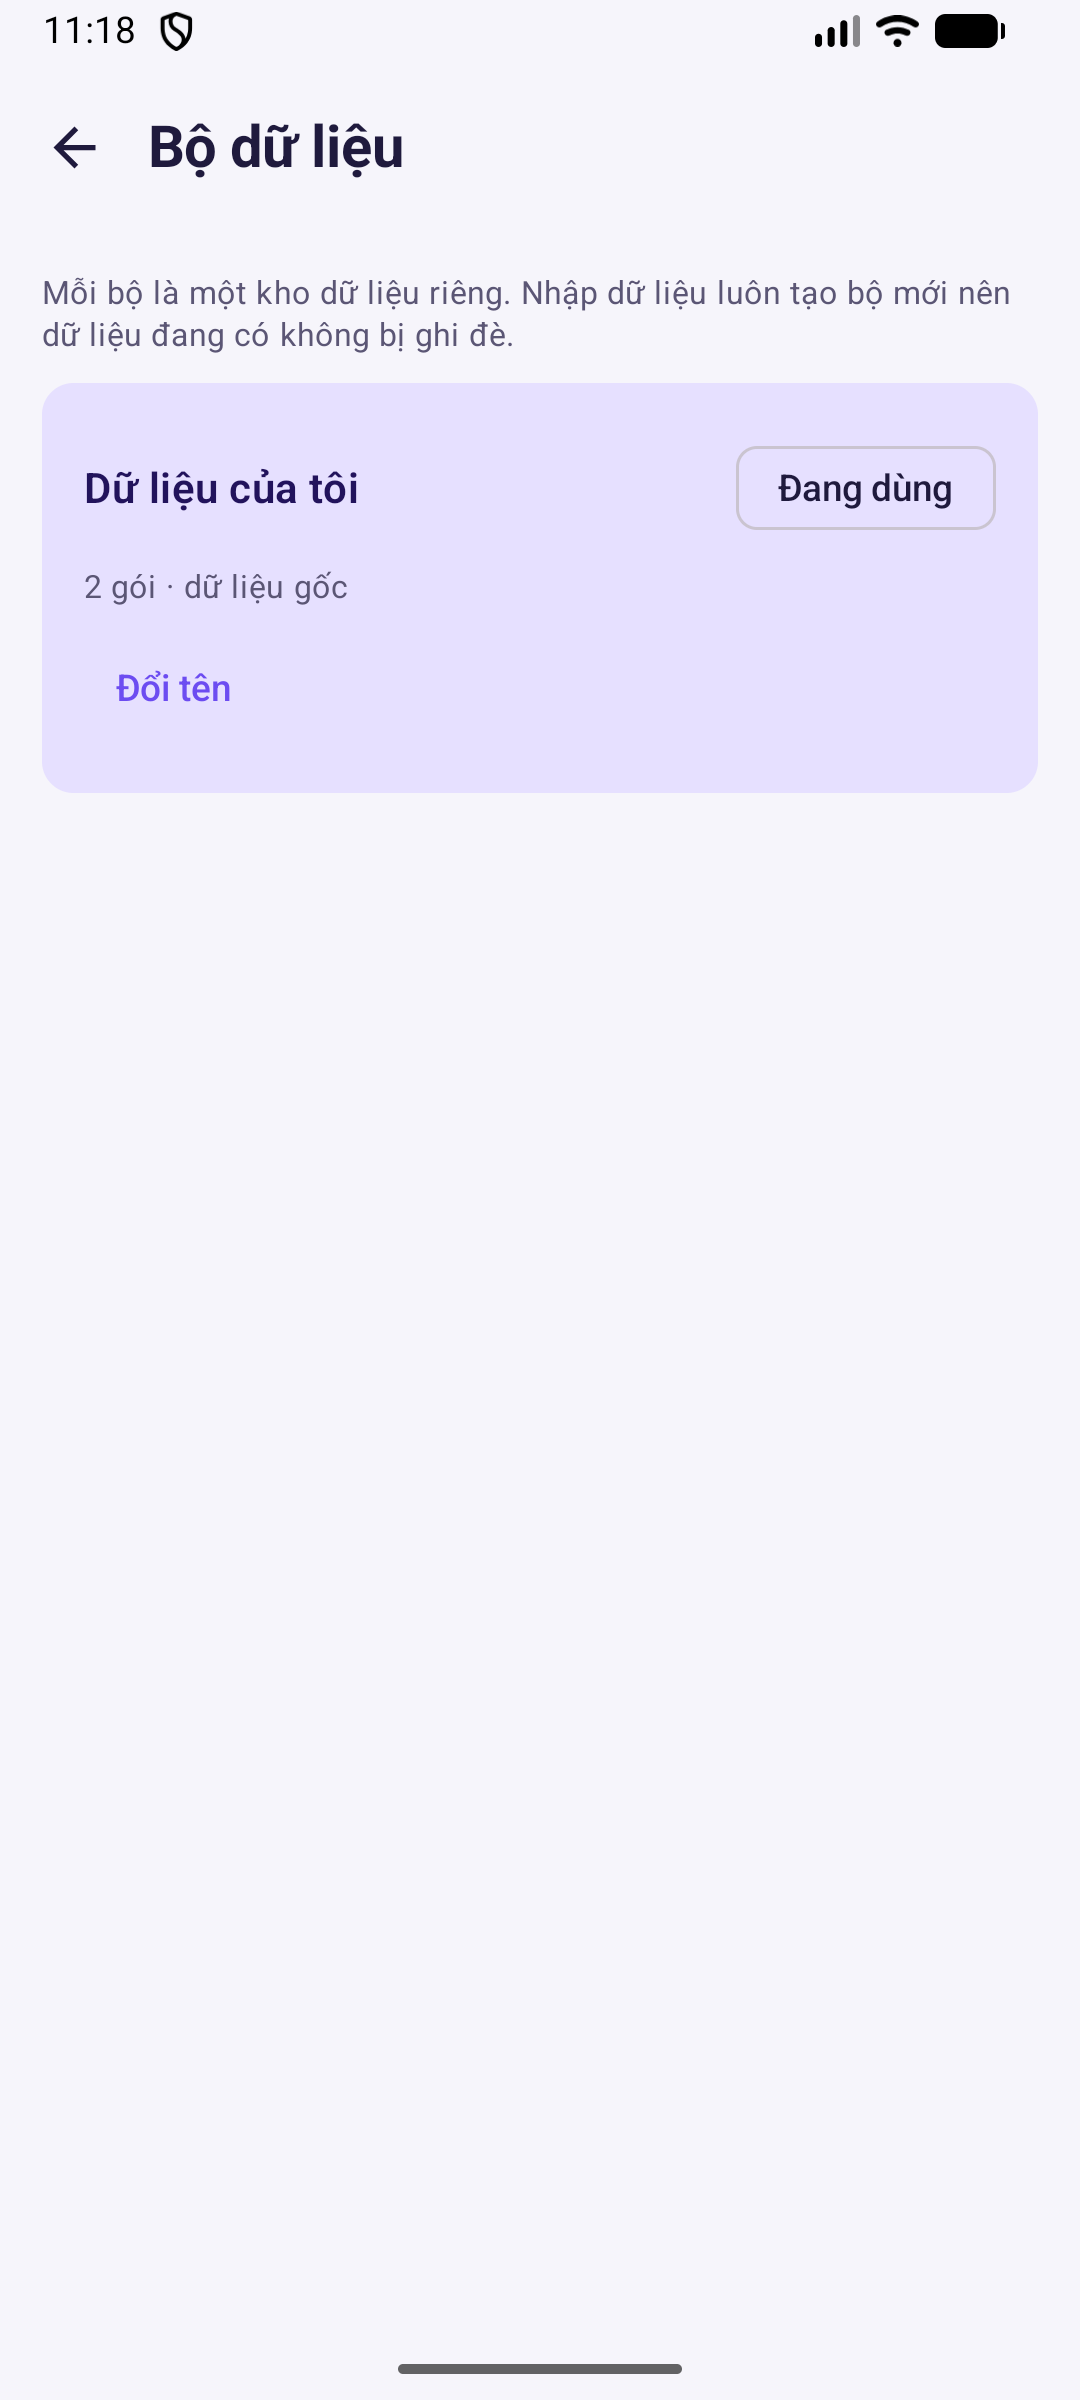 11:18
Bộ dữ liệu
Mỗi bộ là một kho dữ liệu riêng. Nhập dữ liệu luôn tạo bộ mới nên
dữ liệu đang có không bị ghi đè.
Dữ liệu của tôi
Đang dùng
2 gói · dữ liệu gốc
Đổi tên